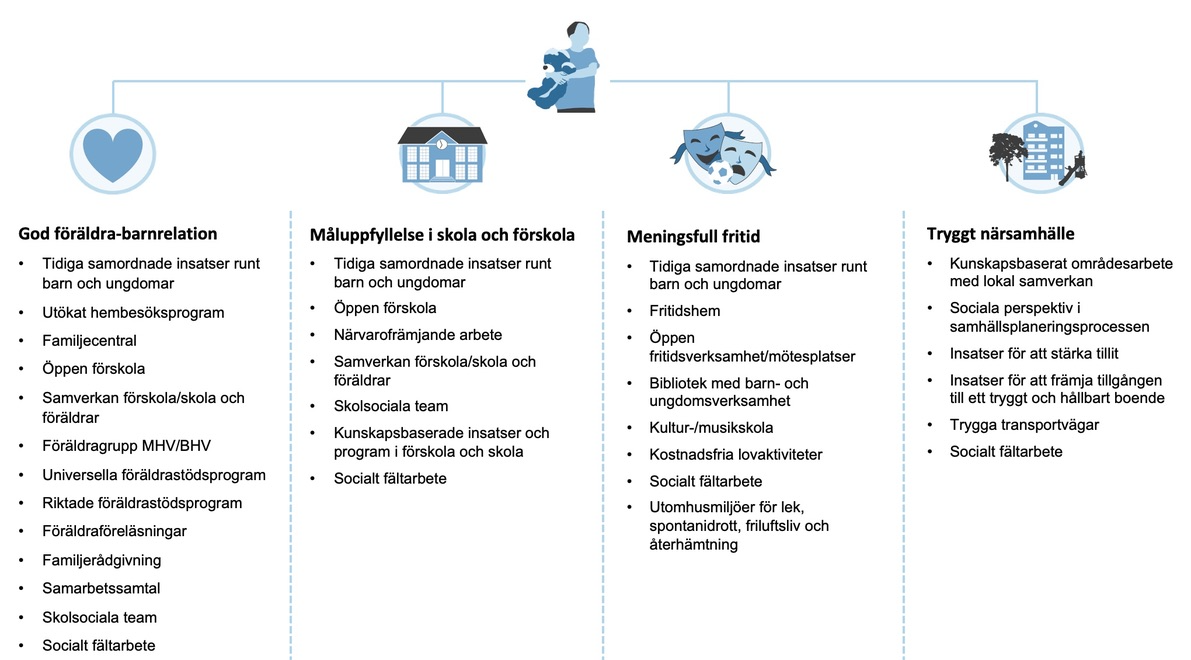 God föräldra-barnrelation
• Tidiga samordnade insatser runt
barn och ungdomar
• Utökat hembesöksprogram
• Familjecentral
• Öppen förskola
• Samverkan förskola/skola och
föräldrar
• Föräldragrupp MHV/BHV
• Universella föräldrastödsprogram
• Riktade föräldrastödsprogram
• Föräldraföreläsningar
• Familjerådgivning
• Samarbetssamtal
• Skolsociala team
• Socialt fältarbete
Måluppfyllelse i skola och förskola
• Tidiga samordnade insatser runt
barn och ungdomar
• Öppen förskola
• Närvarofrämjande arbete
• Samverkan förskola/skola och
föräldrar
• Skolsociala team
• Kunskapsbaserade insatser och
program i förskola och skola
• Socialt fältarbete
Meningsfull fritid
• Tidiga samordnade insatser runt
barn och ungdomar
• Fritidshem
• Öppen
fritidsverksamhet/mötesplatser
• Bibliotek med barn- och
ungdomsverksamhet
• Kultur-/musikskola
• Kostnadsfria lovaktiviteter
• Socialt fältarbete
• Utomhusmiljöer för lek,
spontanidrott, friluftsliv och
återhämtning
Tryggt närsamhälle
• Kunskapsbaserat områdesarbete
med lokal samverkan
• Sociala perspektiv i
samhällsplaneringsprocessen
• Insatser för att stärka tillit
• Insatser för att främja tillgången
till ett tryggt och hållbart boende
• Trygga transportvägar
• Socialt fältarbete